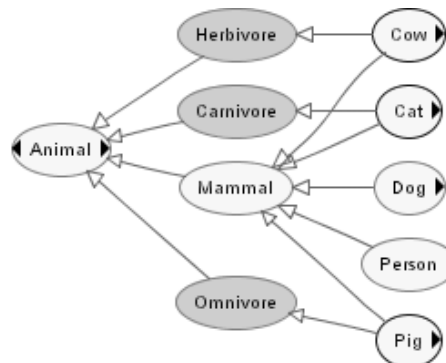 Herbivore
Cow
Carnivore
Cat
Animal
Mammal
Dog
Person
Omnivore
Pig